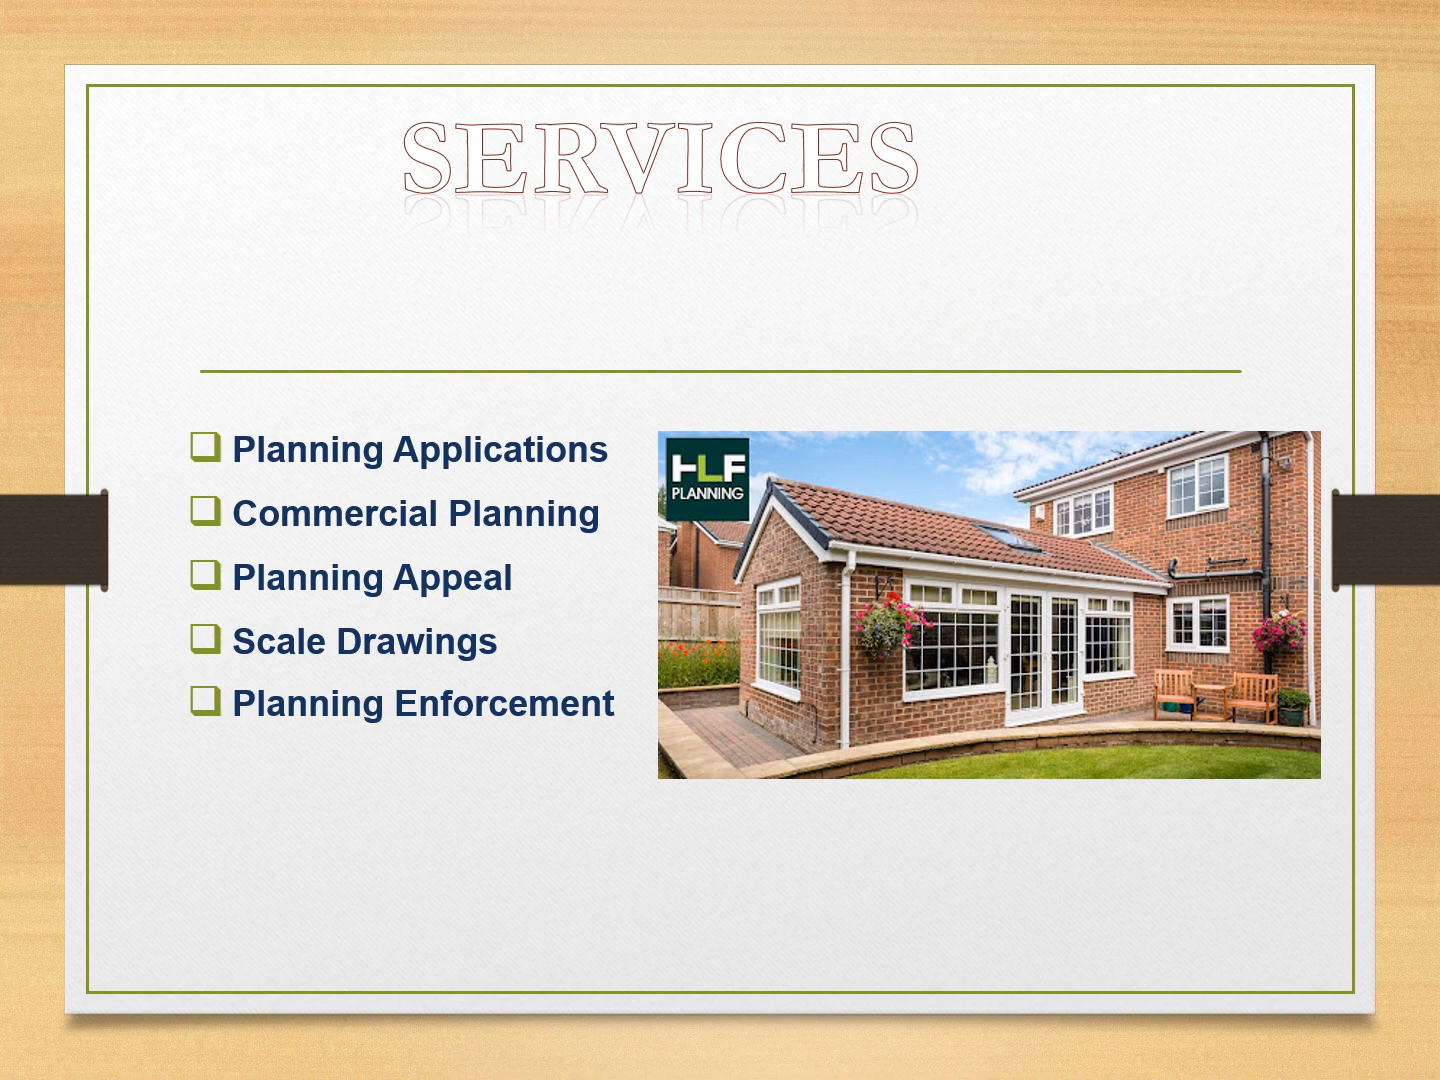 SERVICES
Planning Applications
Commercial Planning
Planning Appeal
Scale Drawings
Planning Enforcement
HLF
PLANNING